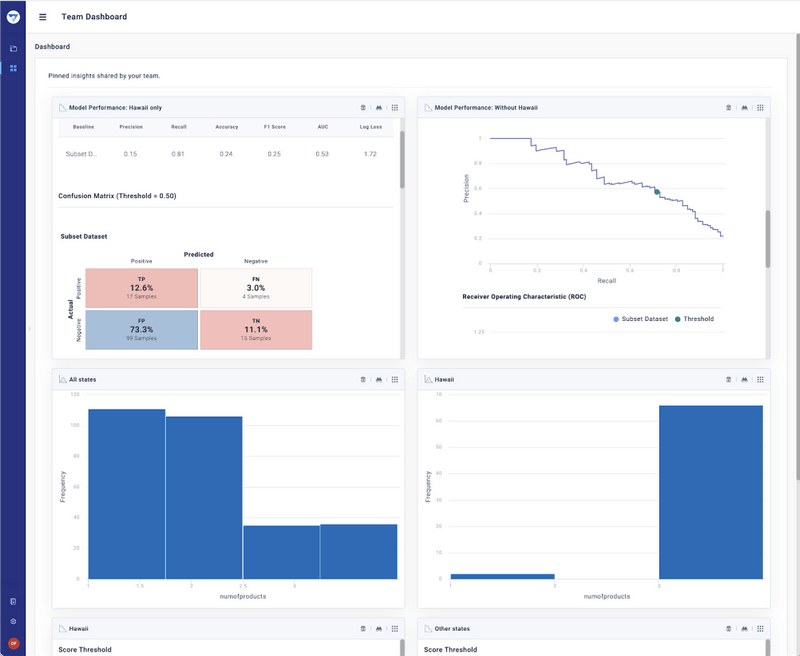 Team Dashboard
Dashboard
Pinned insights shared by your team.
Model Performance: Hawaii only
Baseline Precision Recall Accuracy F1 Score AUC Log Loss
Subset D... 0.15 0.81 0.24 0.25 0.53 1.72
Confusion Matrix (Threshold = 0.50)
Subset Dataset
Predicted
Positive Negative
Actual
Positive
Negative
TP
12.6%
17 Samples
FN
3.0%
4 Samples
FP
73.3%
99 Samples
TN
11.1%
15 Samples
Model Performance: Without Hawaii
Precision
1
0.8
0.6
0.4
0.2
0
0 0.2 0.4 0.6 0.8 1
Recall
Receiver Operating Characteristic (ROC)
Subset Dataset Threshold
1.25
All states
Frequency
120
100
80
60
40
20
0
1 1.5 2 2.5 3
numofproducts
Hawaii
Frequency
70
60
50
40
30
20
10
0
1 2 3
numofproducts
Hawaii
Score Threshold
Other states
Score Threshold
DP